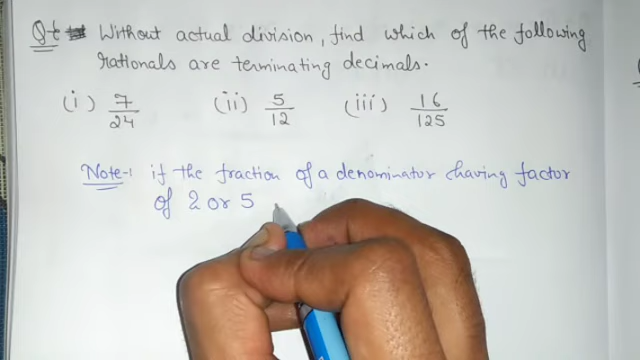 Qt Without actual division, find which of the following
rationals are terminating decimals.
(i) 7/24 (ii) 5/12 (iii) 16/125
Note-1 if the fraction of a denominator having factor
of 2 or 5